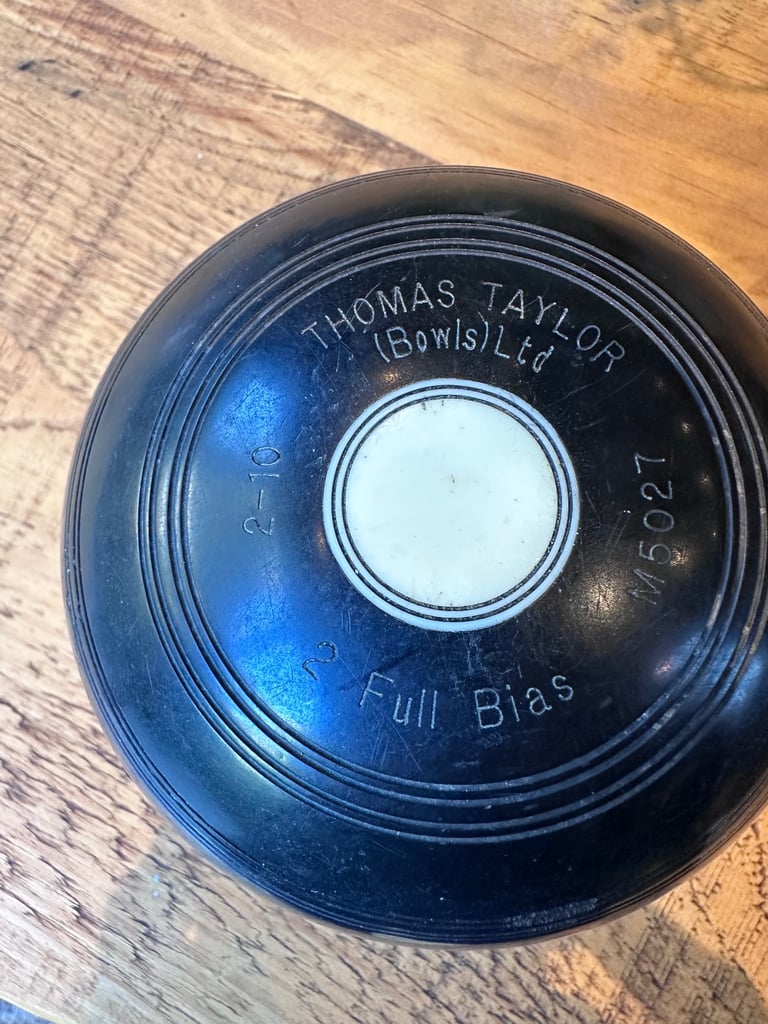 THOMAS TAYLOR
(Bowls) Ltd
2-10
M5027
2 Full Bias